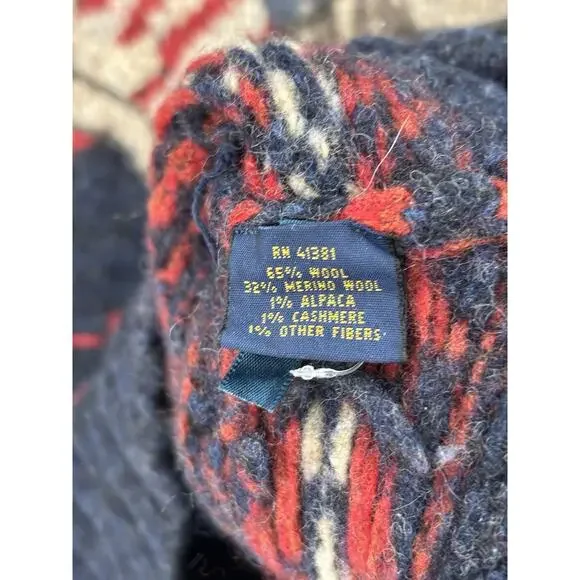 RN 41381
65% WOOL
32% MERINO WOOL
1% ALPACA
1% CASHMERE
1% OTHER FIBERS